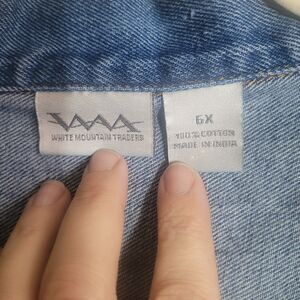 WHITE MOUNTAIN TRADERS
6X
100% COTTON
MADE IN INDIA